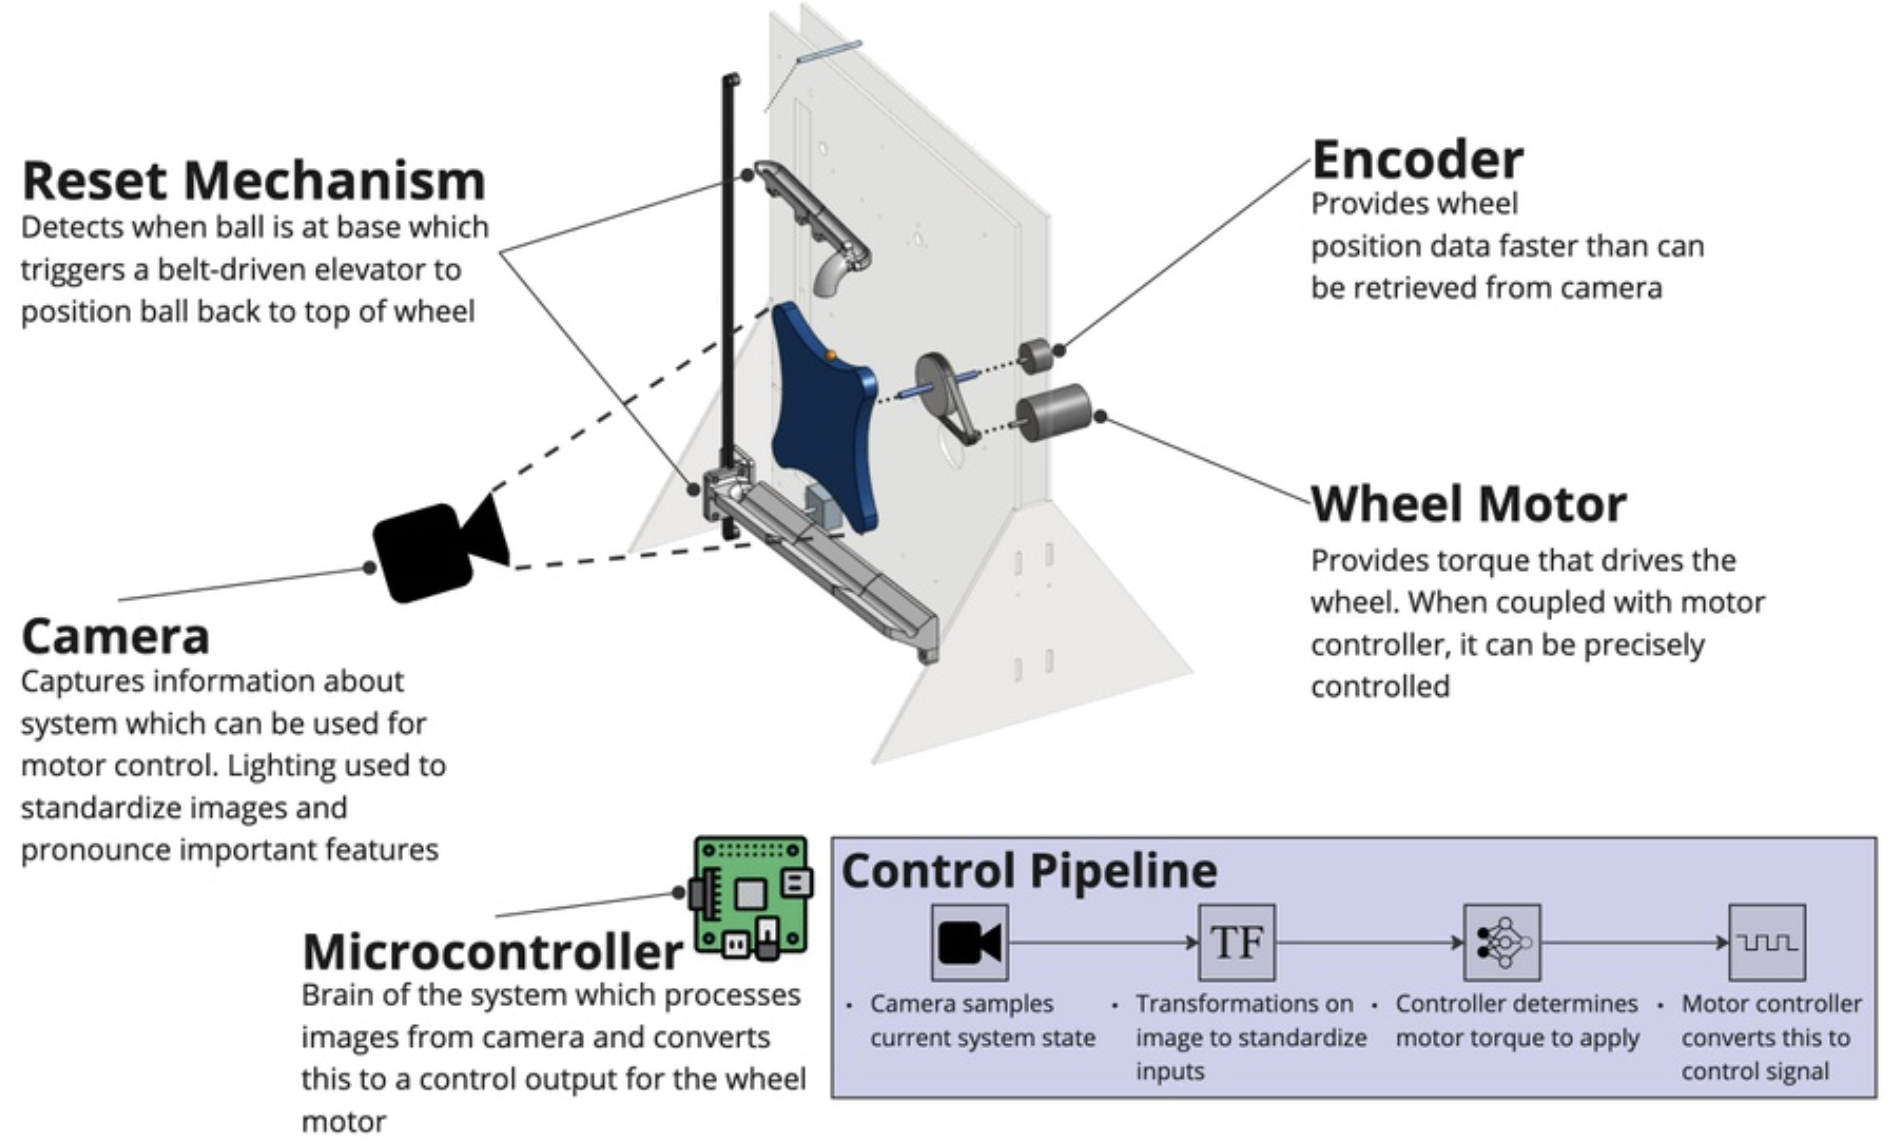 Reset Mechanism
Detects when ball is at base which
triggers a belt-driven elevator to
position ball back to top of wheel
Encoder
Provides wheel
position data faster than can
be retrieved from camera
Wheel Motor
Provides torque that drives the
wheel. When coupled with motor
controller, it can be precisely
controlled
Camera
Captures information about
system which can be used for
motor control. Lighting used to
standardize images and
pronounce important features
Microcontroller
Brain of the system which processes
images from camera and converts
this to a control output for the wheel
motor
Control Pipeline
TF
· Camera samples
current system state
· Transformations on
image to standardize
inputs
· Controller determines
motor torque to apply
· Motor controller
converts this to
control signal